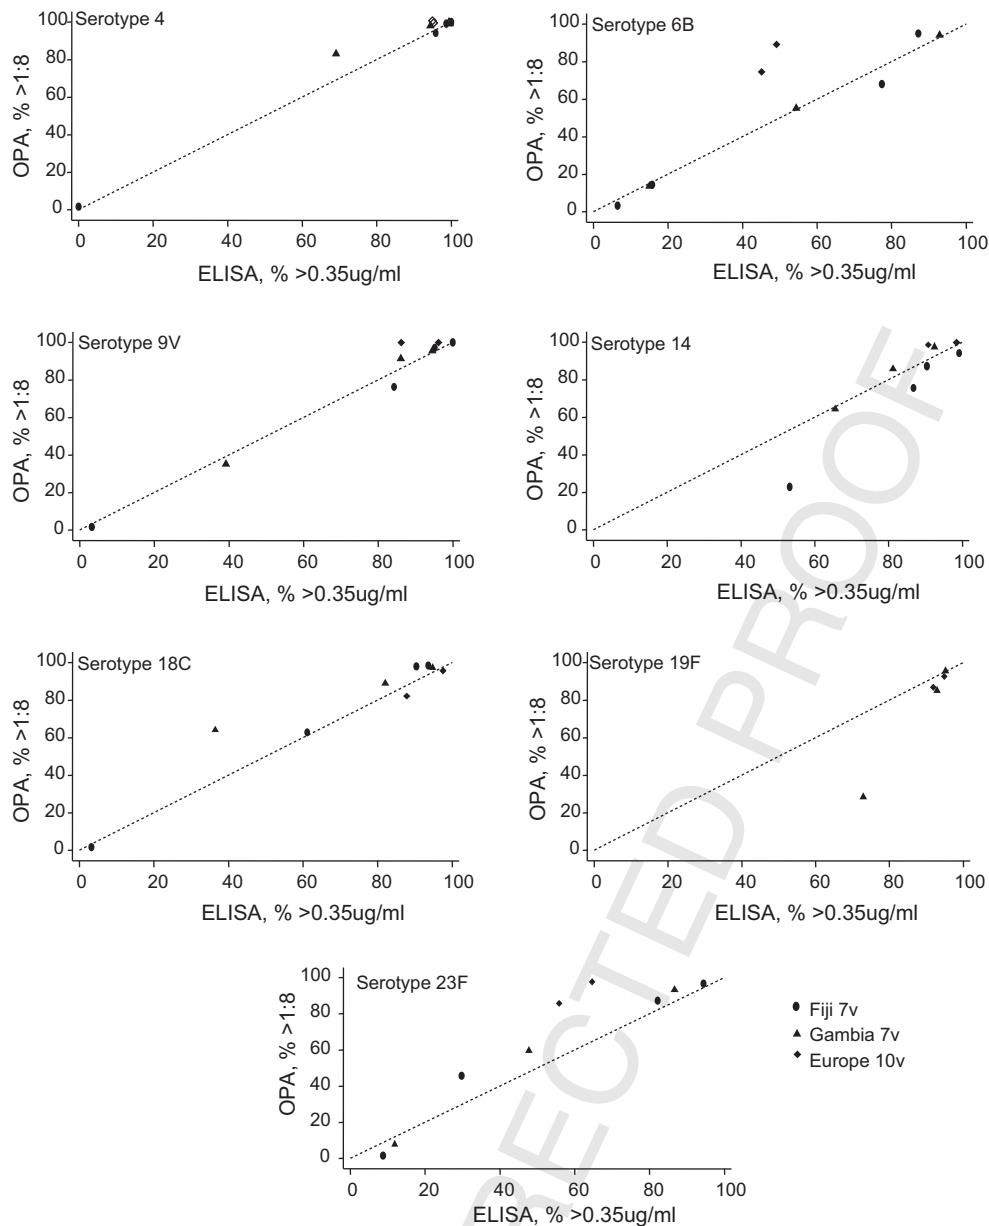 Serotype 4
OPA, % >1:8
100
80
60
40
20
0
0 20 40 60 80 100
ELISA, % >0.35ug/ml
Serotype 6B
OPA, % >1:8
100
80
60
40
20
0
0 20 40 60 80 100
ELISA, % >0.35ug/ml
Serotype 9V
OPA, % >1:8
100
80
60
40
20
0
0 20 40 60 80 100
ELISA, % >0.35ug/ml
Serotype 14
OPA, % >1:8
100
80
60
40
20
0
0 20 40 60 80 100
ELISA, % >0.35ug/ml
Serotype 18C
OPA, % >1:8
100
80
60
40
20
0
0 20 40 60 80 100
ELISA, % >0.35ug/ml
Serotype 19F
OPA, % >1:8
100
80
60
40
20
0
0 20 40 60 80 100
ELISA, % >0.35ug/ml
Serotype 23F
OPA, % >1:8
100
80
60
40
20
0
0 20 40 60 80 100
ELISA, % >0.35ug/ml
Fiji 7v
Gambia 7v
Europe 10v
RECTED PROOF